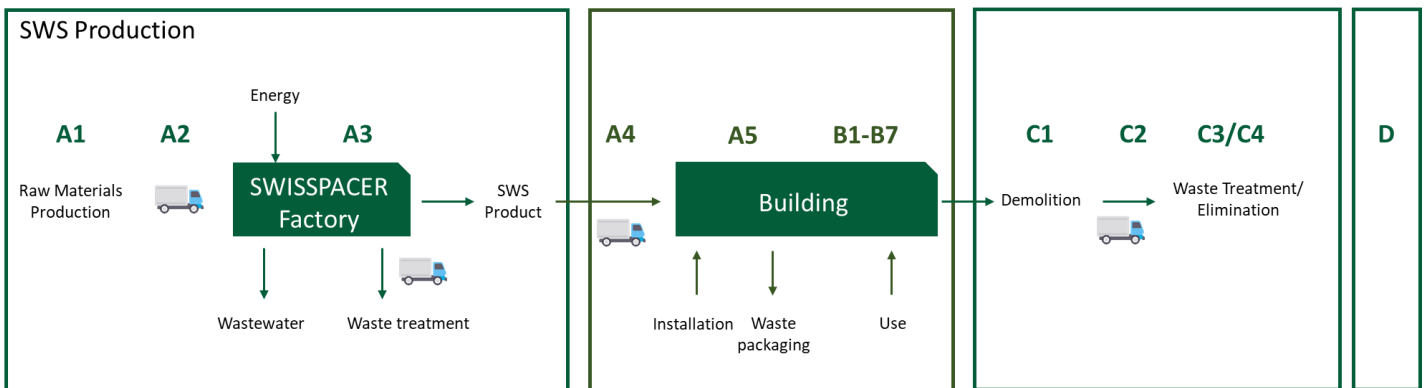 SWS Production
Energy
A1
A2
A3
Raw Materials
Production
SWISSPACER
Factory
SWS
Product
Wastewater
Waste treatment
A4
A5
B1-B7
Building
Installation
Waste
packaging
Use
C1
C2
C3/C4
Demolition
Waste Treatment/
Elimination
D